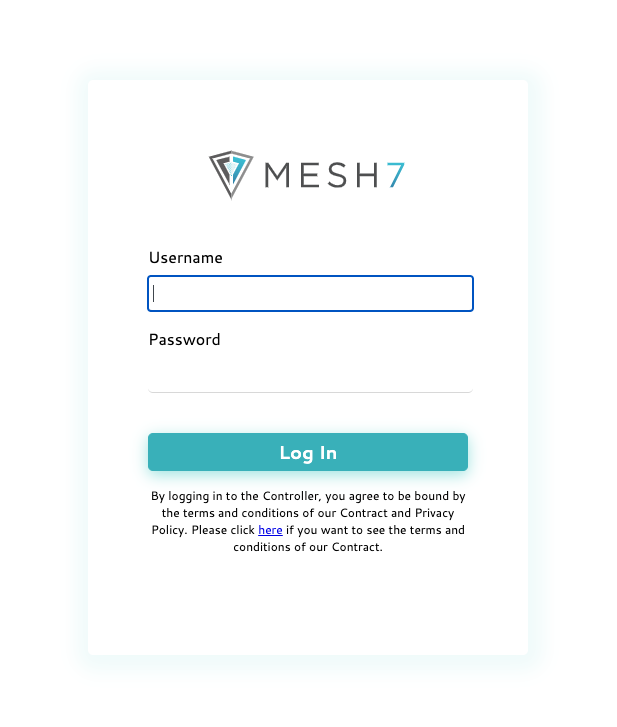 MESH7
Username
Password
Log In
By logging in to the Controller, you agree to be bound by
the terms and conditions of our Contract and Privacy
Policy. Please click here if you want to see the terms and
conditions of our Contract.